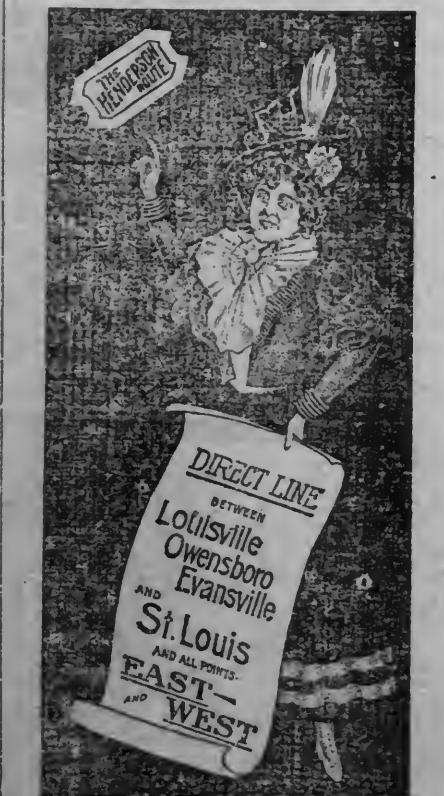 THE
HENDERSON
ROUTE
DIRECT LINE
BETWEEN
Louisville
Owensboro
Evansville
AND
St. Louis
AND ALL POINTS-
EAST-
AND WEST